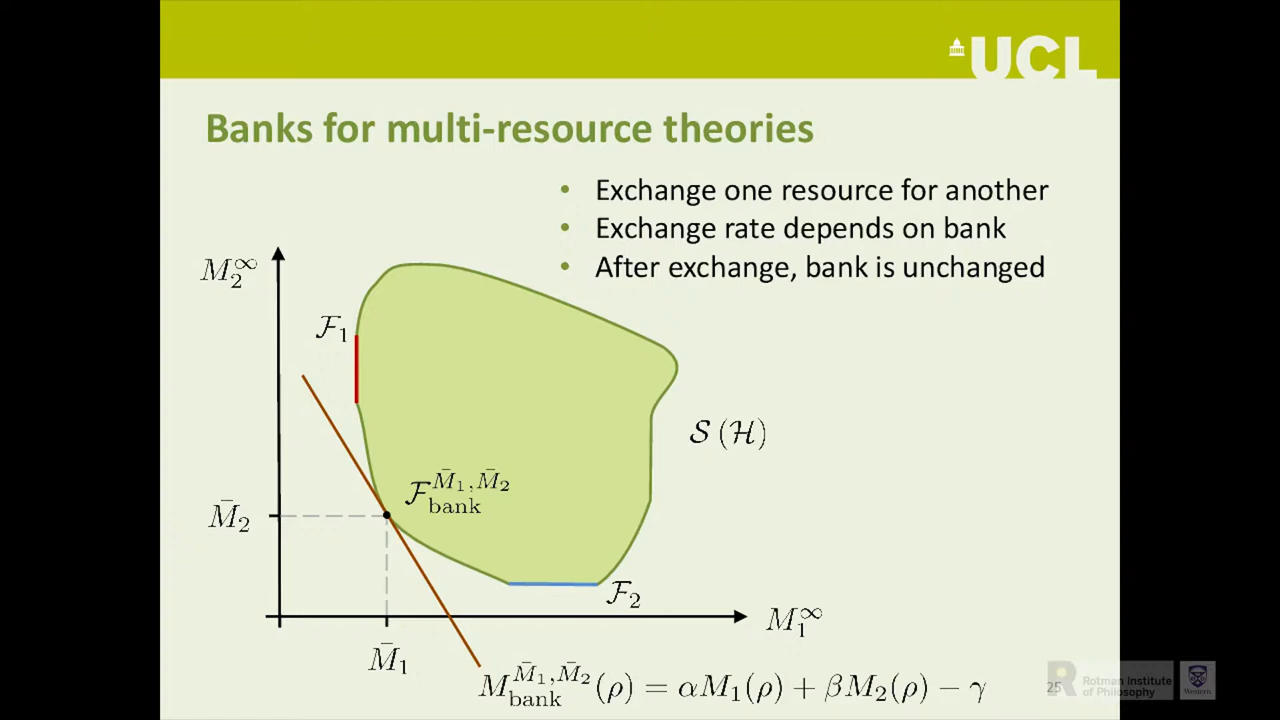 UCL
Banks for multi-resource theories
• Exchange one resource for another
• Exchange rate depends on bank
• After exchange, bank is unchanged
M₂^∞
F₁
S(H)
F_bank^{M̄₁,M̄₂}
M̄₂
F₂
M₁^∞
M̄₁
M_bank^{M̄₁,M̄₂}(ρ) = αM₁(ρ) + βM₂(ρ) − γ
25
R Rotman Institute
of Philosophy
Western